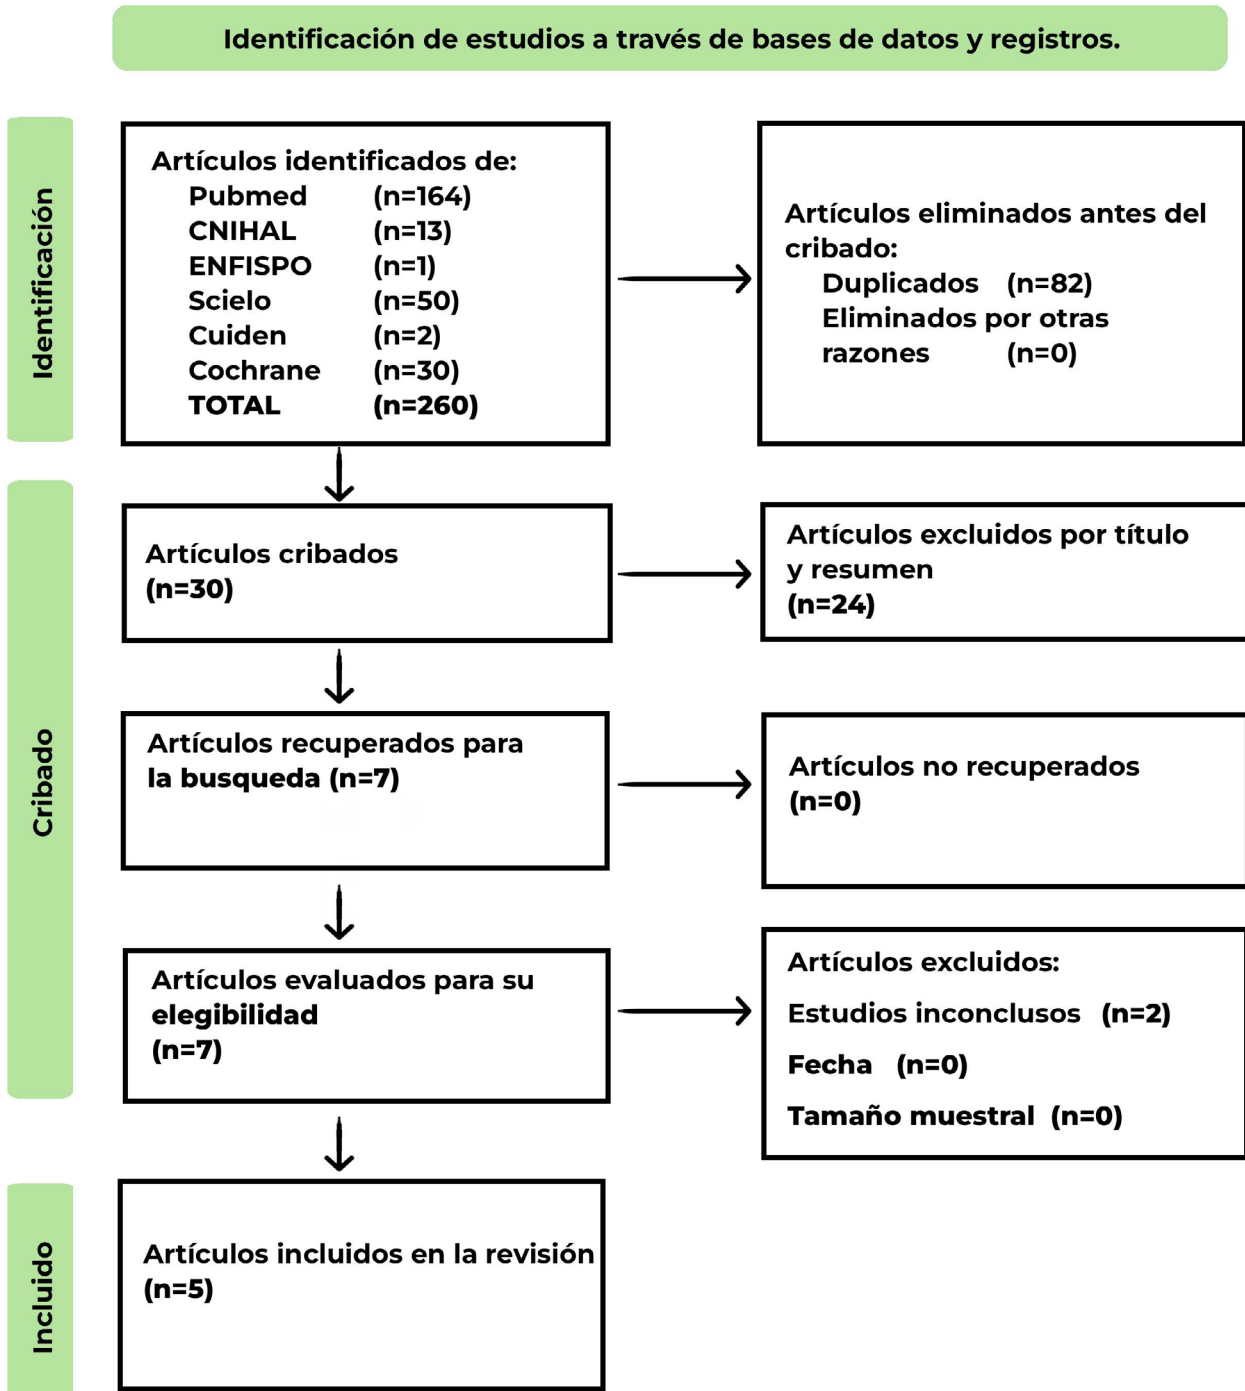 Identificación de estudios a través de bases de datos y registros.
Identificación
Artículos identificados de:
Pubmed (n=164)
CNIHAL (n=13)
ENFISPO (n=1)
Scielo (n=50)
Cuiden (n=2)
Cochrane (n=30)
TOTAL (n=260)
Artículos eliminados antes del
cribado:
Duplicados (n=82)
Eliminados por otras
razones (n=0)
Cribado
Artículos cribados
(n=30)
Artículos excluidos por título
y resumen
(n=24)
Artículos recuperados para
la busqueda (n=7)
Artículos no recuperados
(n=0)
Artículos evaluados para su
elegibilidad
(n=7)
Artículos excluidos:
Estudios inconclusos (n=2)
Fecha (n=0)
Tamaño muestral (n=0)
Incluido
Artículos incluidos en la revisión
(n=5)